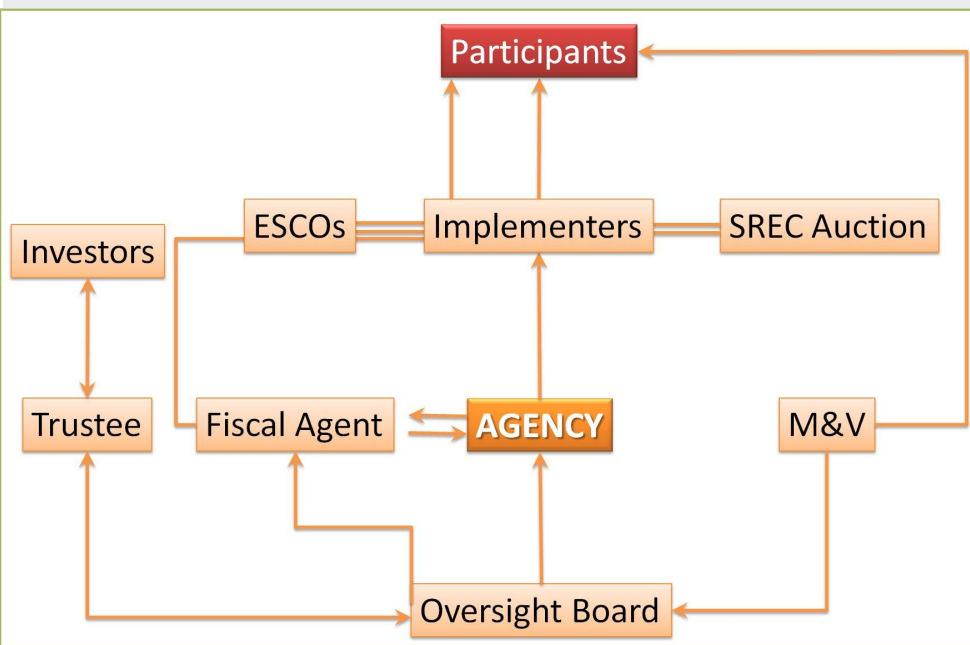 Participants
ESCOs
Implementers
SREC Auction
Investors
Trustee
Fiscal Agent
AGENCY
M&V
Oversight Board